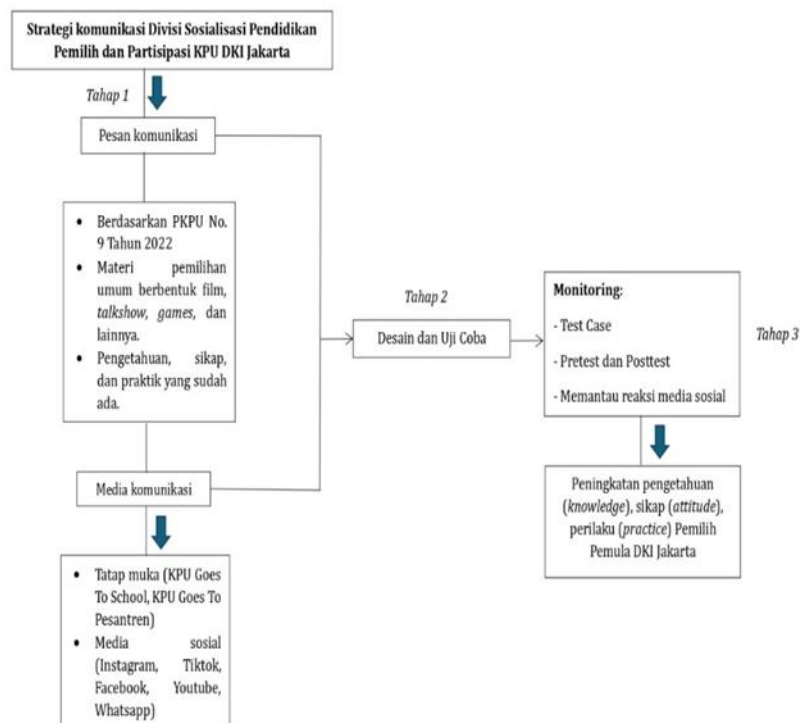 Strategi komunikasi Divisi Sosialisasi Pendidikan
Pemilih dan Partisipasi KPU DKI Jakarta
Tahap 1
Pesan komunikasi
• Berdasarkan PKPU No.
9 Tahun 2022
• Materi pemilihan
umum berbentuk film,
talkshow, games, dan
lainnya.
• Pengetahuan, sikap,
dan praktik yang sudah
ada.
Media komunikasi
• Tatap muka (KPU Goes
To School, KPU Goes To
Pesantren)
• Media sosial
(Instagram, Tiktok,
Facebook, Youtube,
Whatsapp)
Tahap 2
Desain dan Uji Coba
Monitoring:
- Test Case
- Pretest dan Posttest
- Memantau reaksi media sosial
Tahap 3
Peningkatan pengetahuan
(knowledge), sikap (attitude),
perilaku (practice) Pemilih
Pemula DKI Jakarta